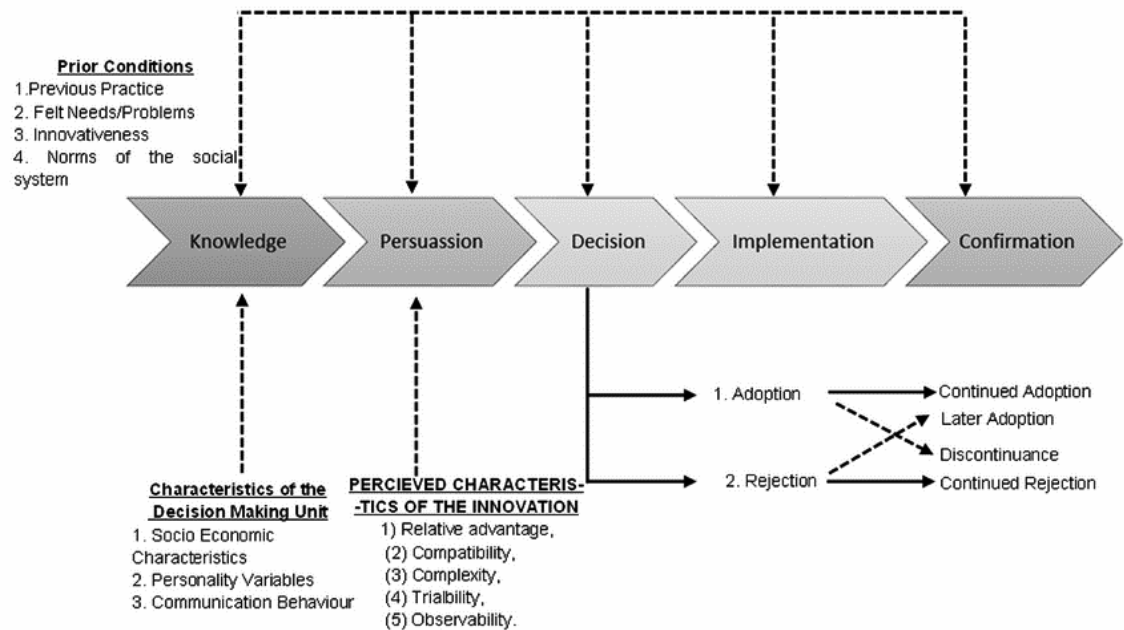 Prior Conditions
1.Previous Practice
2. Felt Needs/Problems
3. Innovativeness
4. Norms of the social
system
Knowledge
Persuassion
Decision
Implementation
Confirmation
1. Adoption
Continued Adoption
Later Adoption
Discontinuance
2. Rejection
Continued Rejection
Characteristics of the
Decision Making Unit
1. Socio Economic
Characteristics
2. Personality Variables
3. Communication Behaviour
PERCIEVED CHARACTERIS-
-TICS OF THE INNOVATION
1) Relative advantage,
(2) Compatibility,
(3) Complexity,
(4) Trialbility,
(5) Observability.